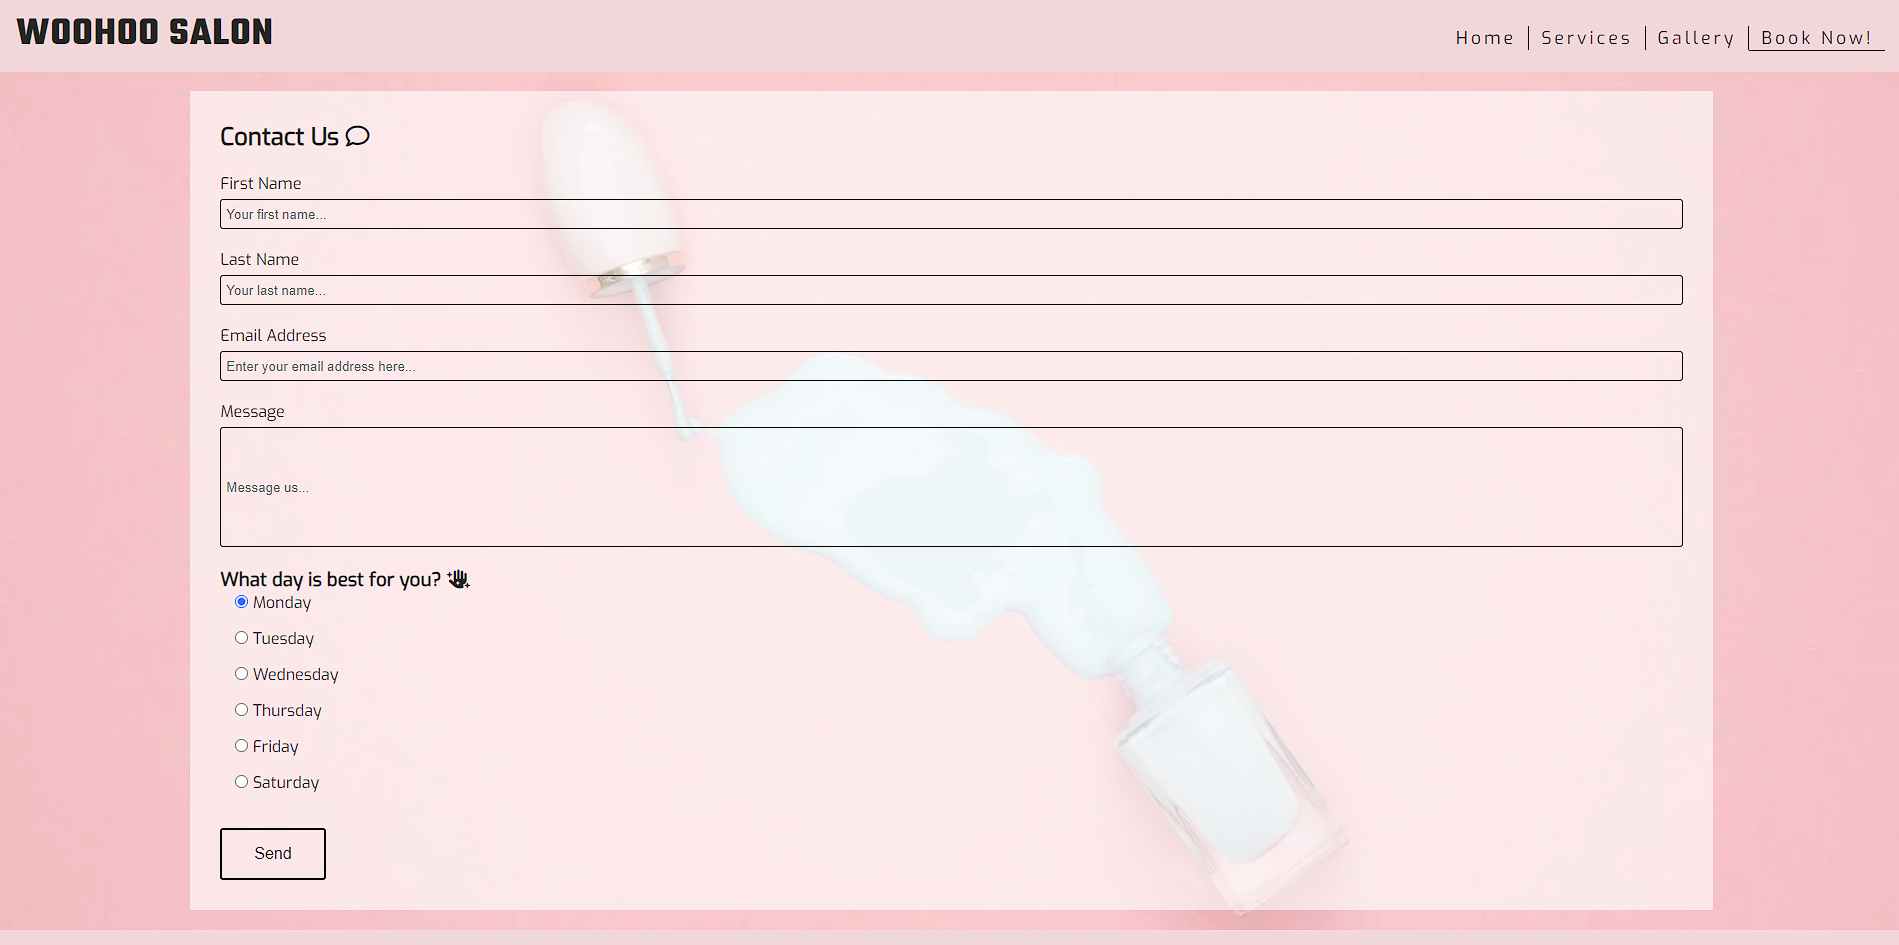 WOOHOO SALON
Home
Services
Gallery
Book Now!
Contact Us
First Name
Your first name...
Last Name
Your last name...
Email Address
Enter your email address here...
Message
Message us...
What day is best for you?
Monday
Tuesday
Wednesday
Thursday
Friday
Saturday
Send